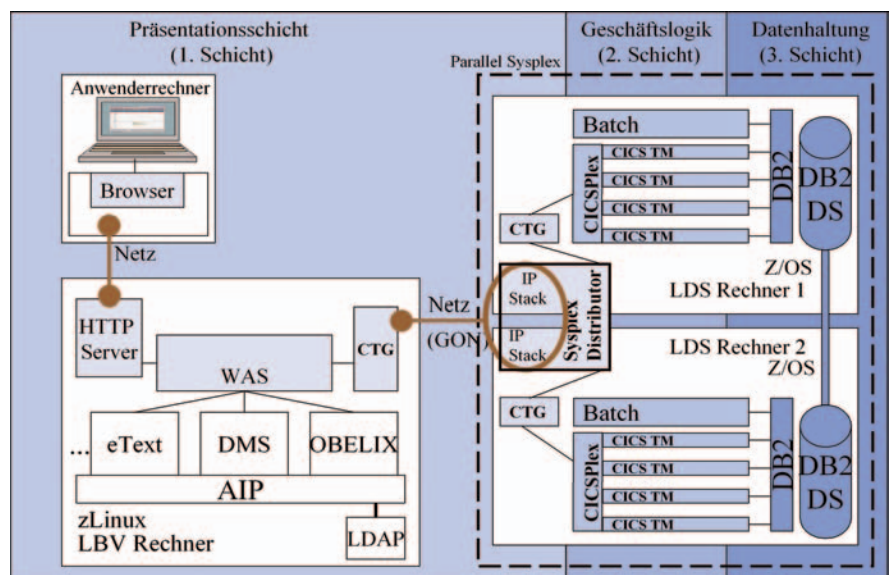 Präsentationsschicht
(1. Schicht)
Geschäftslogik
(2. Schicht)
Datenhaltung
(3. Schicht)
Parallel Sysplex
Anwenderrechner
Browser
Netz
HTTP
Server
WAS
CTG
... eText
DMS
OBELIX
AIP
zLinux
LBV Rechner
LDAP
Netz
(GON)
Batch
CICSPlex
CICS TM
CICS TM
CICS TM
CICS TM
DB2
DB2
DS
CTG
Z/OS
LDS Rechner 1
IP
Stack
IP
Stack
Sysplex
Distributor
LDS Rechner 2
Z/OS
CTG
Batch
CICSPlex
CICS TM
CICS TM
CICS TM
CICS TM
DB2
DB2
DS